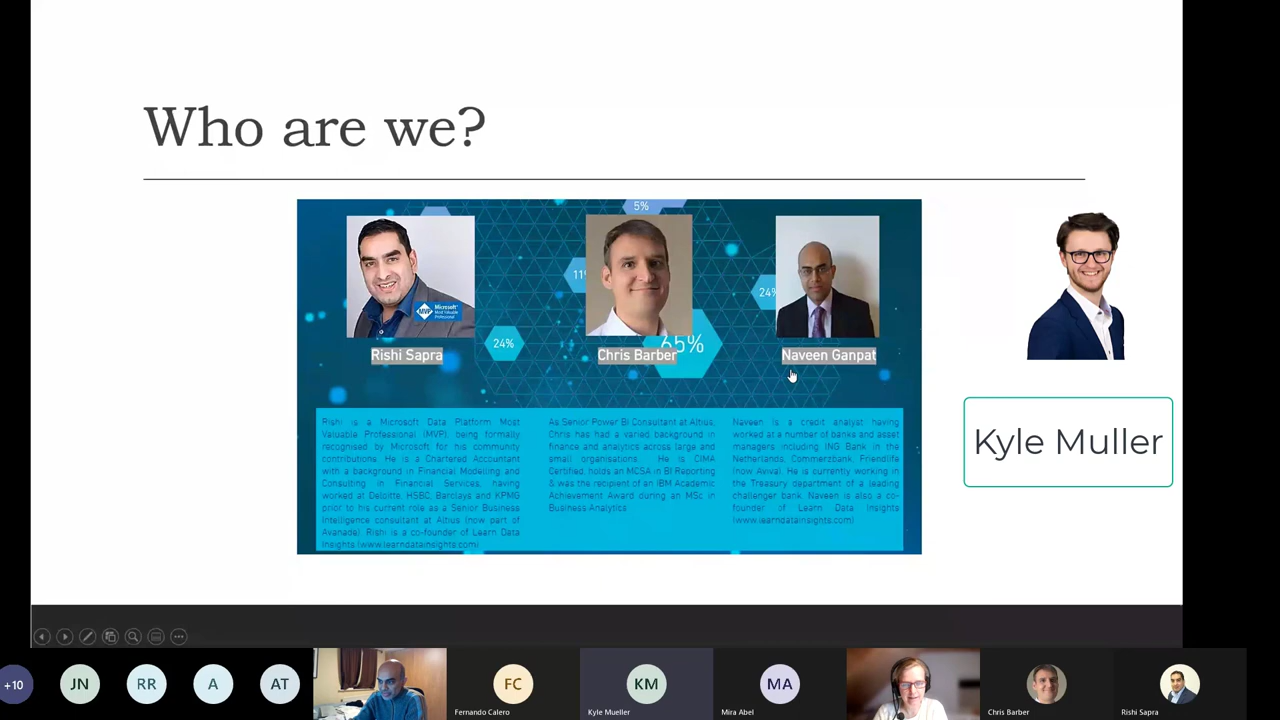 Who are we?
5%
11
24%
24%
65%
Microsoft
MVP
Most Valuable
Professional
Rishi Sapra
Chris Barber
Naveen Ganpat
Rishi is a Microsoft Data Platform Most
Valuable Professional (MVP), being formally
recognised by Microsoft for his community
contributions. He is a Chartered Accountant
with a background in Financial Modelling and
Consulting in Financial Services, having
worked at Deloitte, HSBC, Barclays and KPMG
prior to his current role as a Senior Business
Intelligence consultant at Altius (now part of
Avanade). Rishi is a co-founder of Learn Data
Insights (www.learndatainsights.com)
As Senior Power BI Consultant at Altius,
Chris has had a varied background in
finance and analytics across large and
small organisations. He is CIMA
Certified, holds an MCSA in BI Reporting
& was the recipient of an IBM Academic
Achievement Award during an MSc in
Business Analytics
Naveen is a credit analyst having
worked at a number of banks and asset
managers including ING Bank in the
Netherlands, Commerzbank, Friendlife
(now Aviva). He is currently working in
the Treasury department of a leading
challenger bank. Naveen is also a co-
founder of Learn Data Insights
(www.learndatainsights.com)
Kyle Muller
+10
JN
RR
A
AT
FC
Fernando Calero
KM
Kyle Mueller
MA
Mira Abel
Chris Barber
Rishi Sapra